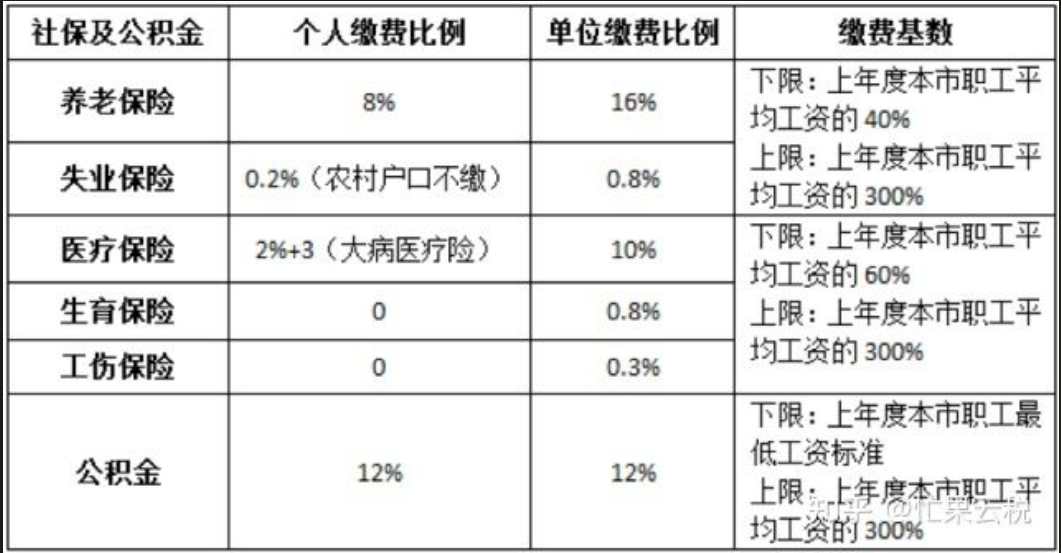 社保及公积金 个人缴费比例 单位缴费比例 缴费基数
养老保险 8% 16% 下限：上年度本市职工平
均工资的 40%
上限：上年度本市职工平
均工资的 300%
失业保险 0.2%（农村户口不缴） 0.8%
医疗保险 2%+3（大病医疗险） 10% 下限：上年度本市职工平
均工资的 60%
上限：上年度本市职工平
均工资的 300%
生育保险 0 0.8%
工伤保险 0 0.3%
公积金 12% 12% 下限：上年度本市职工最
低工资标准
上限：上年度本市职工平
均工资的 300%
知乎 @忙果云税